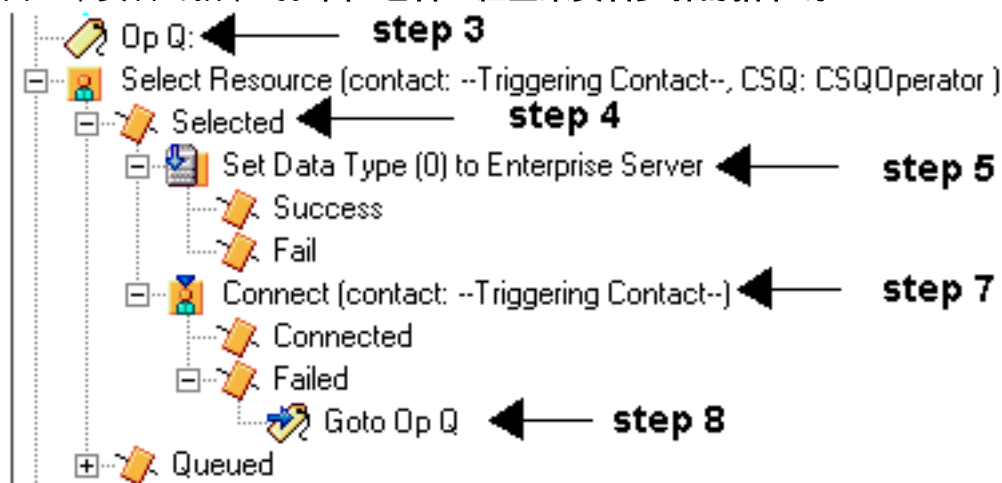 Op Q: step 3
Select Resource (contact: --Triggering Contact--, CSQ: CSQOperator )
Selected step 4
Set Data Type (0) to Enterprise Server step 5
Success
Fail
Connect (contact: --Triggering Contact--) step 7
Connected
Failed
Goto Op Q step 8
Queued